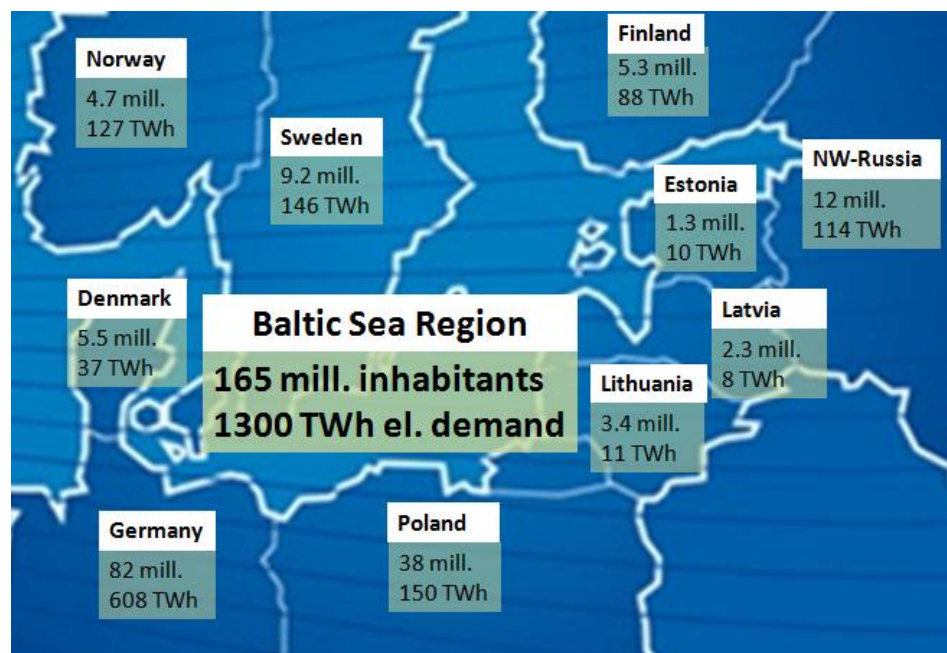 Norway
4.7 mill.
127 TWh
Finland
5.3 mill.
88 TWh
Sweden
9.2 mill.
146 TWh
NW-Russia
12 mill.
114 TWh
Estonia
1.3 mill.
10 TWh
Denmark
5.5 mill.
37 TWh
Baltic Sea Region
165 mill. inhabitants
1300 TWh el. demand
Latvia
2.3 mill.
8 TWh
Lithuania
3.4 mill.
11 TWh
Germany
82 mill.
608 TWh
Poland
38 mill.
150 TWh